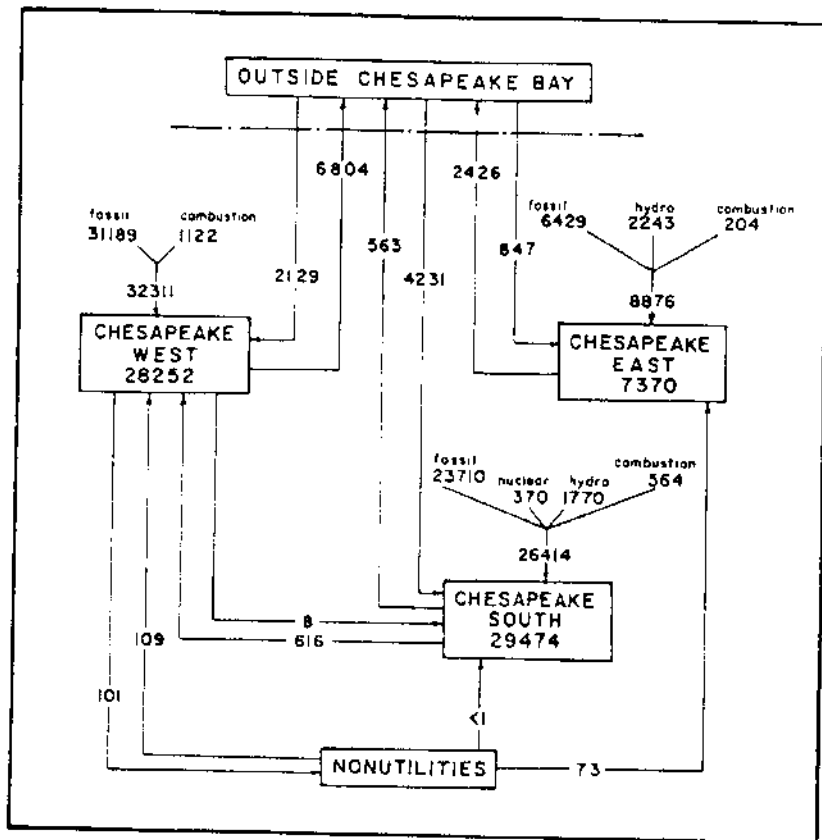 OUTSIDE CHESAPEAKE BAY
6804
2426
fossil
31189
combustion
1122
fossil
6429
hydro
2243
combustion
204
563
847
2129
4231
32311
8876
CHESAPEAKE
WEST
28252
CHESAPEAKE
EAST
7370
fossil
23710
nuclear
370
hydro
1770
combustion
564
26414
CHESAPEAKE
SOUTH
29474
8
616
109
101
<1
NONUTILITIES
73